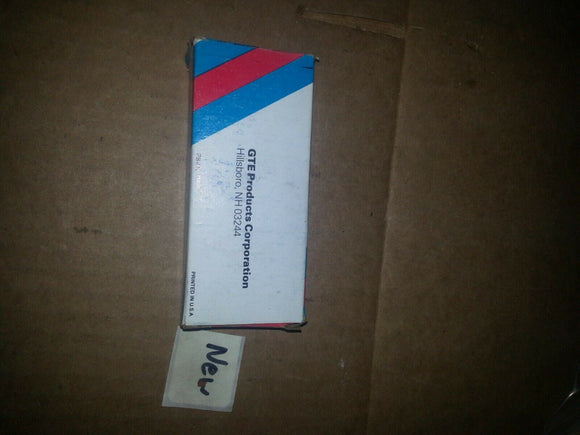 GTE Products Corporation
Hillsboro, NH 03244
PRINTED IN U.S.A
New